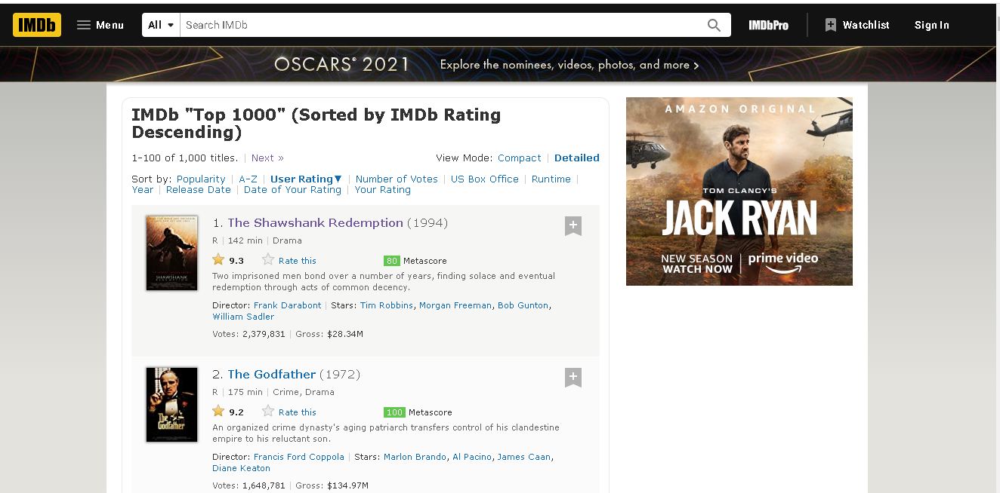 IMDb Menu All Search IMDb IMDbPro Watchlist Sign In
OSCARS® 2021 Explore the nominees, videos, photos, and more
IMDb "Top 1000" (Sorted by IMDb Rating
Descending)
1-100 of 1,000 titles. | Next » View Mode: Compact | Detailed
Sort by: Popularity | A-Z | User Rating▼ | Number of Votes | US Box Office | Runtime |
Year | Release Date | Date of Your Rating | Your Rating
1. The Shawshank Redemption (1994)
R | 142 min | Drama
9.3 Rate this 80 Metascore
Two imprisoned men bond over a number of years, finding solace and eventual
redemption through acts of common decency.
Director: Frank Darabont | Stars: Tim Robbins, Morgan Freeman, Bob Gunton,
William Sadler
Votes: 2,379,831 | Gross: $28.34M
SHAWSHANK
2. The Godfather (1972)
R | 175 min | Crime, Drama
9.2 Rate this 100 Metascore
An organized crime dynasty's aging patriarch transfers control of his clandestine
empire to his reluctant son.
Director: Francis Ford Coppola | Stars: Marlon Brando, Al Pacino, James Caan,
Diane Keaton
Votes: 1,648,781 | Gross: $134.97M
The
Godfather
AMAZON ORIGINAL
TOM CLANCY'S
JACK RYAN
NEW SEASON
WATCH NOW
prime video